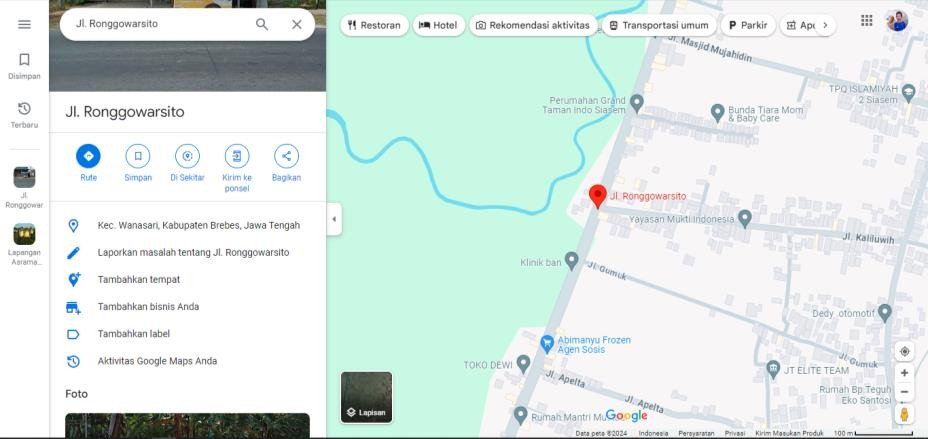 Jl. Ronggowarsito
Disimpan
Terbaru
Jl.
Ronggowar
Lapangan
Asrama...
Jl. Ronggowarsito
Rute
Simpan
Di Sekitar
Kirim ke
ponsel
Bagikan
Kec. Wanasari, Kabupaten Brebes, Jawa Tengah
Laporkan masalah tentang Jl. Ronggowarsito
Tambahkan tempat
Tambahkan bisnis Anda
Tambahkan label
Aktivitas Google Maps Anda
Foto
Restoran
Hotel
Rekomendasi aktivitas
Transportasi umum
P Parkir
Jl. Masjid Mujahidin
TPQ ISLAMIYAH
2 Siasem
Perumahan Grand
Taman Indo Siasem
Bunda Tiara Mom
& Baby Care
Jl. Ronggowarsito
Yayasan Mukti Indonesia
Jl. Kaliluwih
Klinik ban
Jl. Gumuk
Dedy_otomotif
Abimanyu Frozen
Agen Sosis
TOKO DEWI
Jl. Apelta
JT ELITE TEAM
Jl. Gumuk
Rumah Bp.Teguh
Eko Santosi
Jl. Apelta
Rumah Mantri Mu
Google
Lapisan
Data peta ©2024 Indonesia Persyaratan Privasi Kirim Masukan Produk 100 m